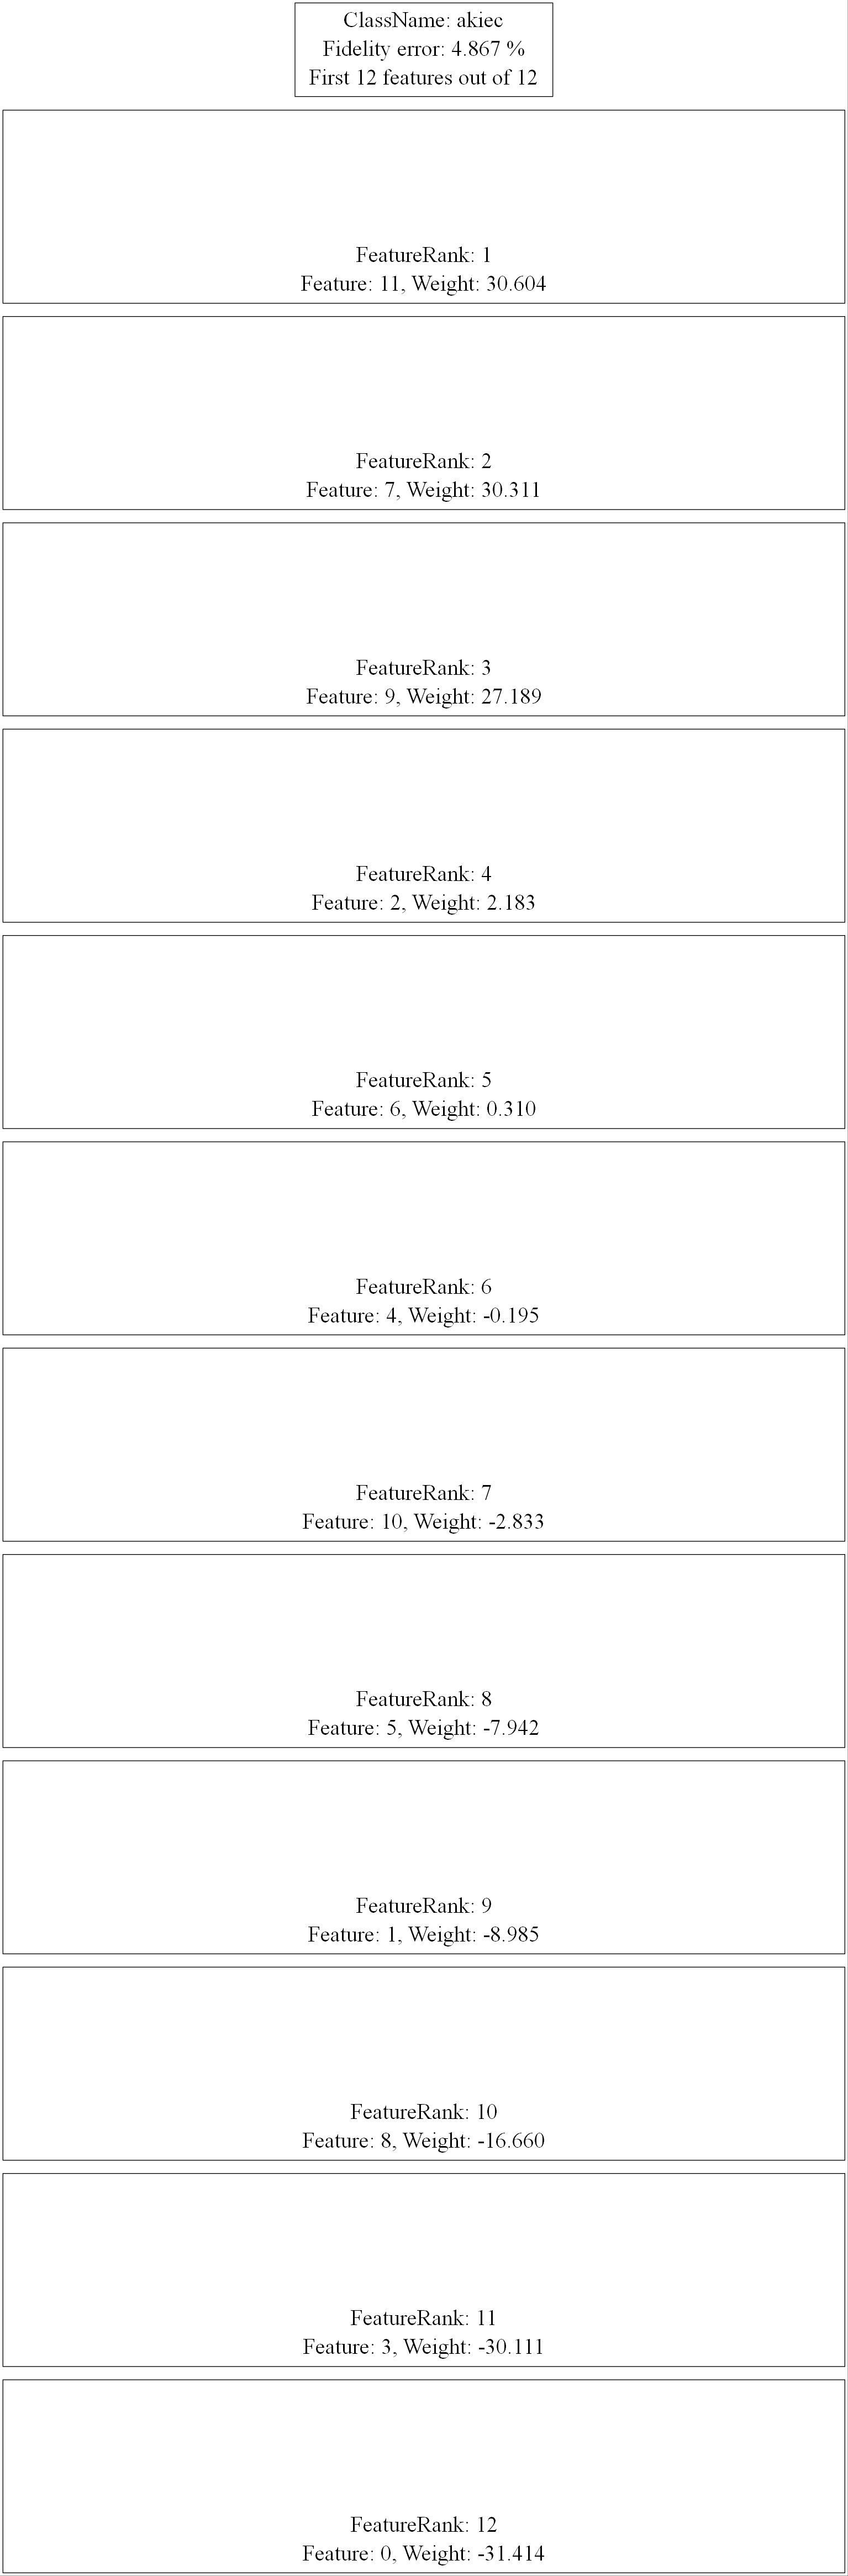 ClassName: akiec
Fidelity error: 4.867 %
First 12 features out of 12
FeatureRank: 1
Feature: 11, Weight: 30.604
FeatureRank: 2
Feature: 7, Weight: 30.311
FeatureRank: 3
Feature: 9, Weight: 27.189
FeatureRank: 4
Feature: 2, Weight: 2.183
FeatureRank: 5
Feature: 6, Weight: 0.310
FeatureRank: 6
Feature: 4, Weight: -0.195
FeatureRank: 7
Feature: 10, Weight: -2.833
FeatureRank: 8
Feature: 5, Weight: -7.942
FeatureRank: 9
Feature: 1, Weight: -8.985
FeatureRank: 10
Feature: 8, Weight: -16.660
FeatureRank: 11
Feature: 3, Weight: -30.111
FeatureRank: 12
Feature: 0, Weight: -31.414